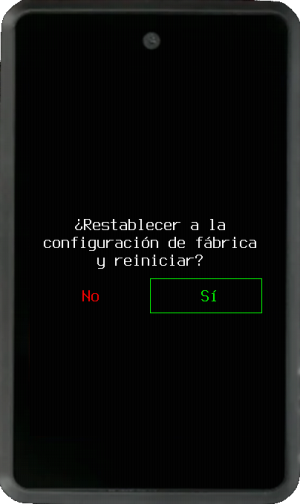 ¿Restablecer a la
configuración de fábrica
y reiniciar?
No Sí